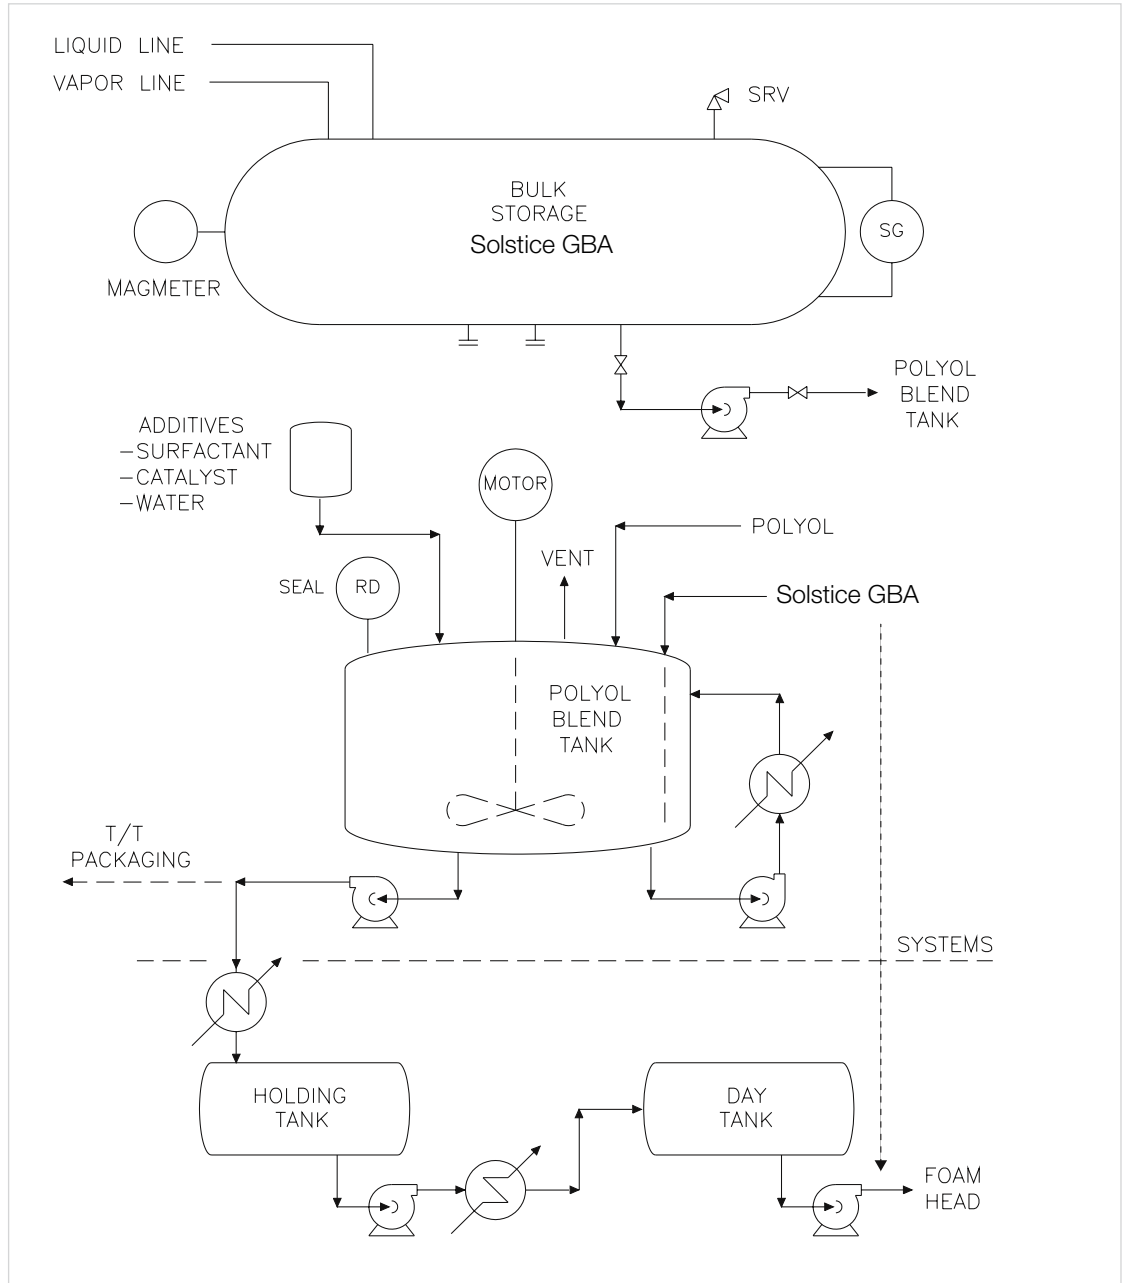 LIQUID LINE
VAPOR LINE
SRV
BULK
STORAGE
Solstice GBA
SG
MAGMETER
POLYOL
BLEND
TANK
ADDITIVES
-SURFACTANT
-CATALYST
-WATER
MOTOR
POLYOL
VENT
SEAL
RD
Solstice GBA
POLYOL
BLEND
TANK
T/T
PACKAGING
SYSTEMS
HOLDING
TANK
DAY
TANK
FOAM
HEAD